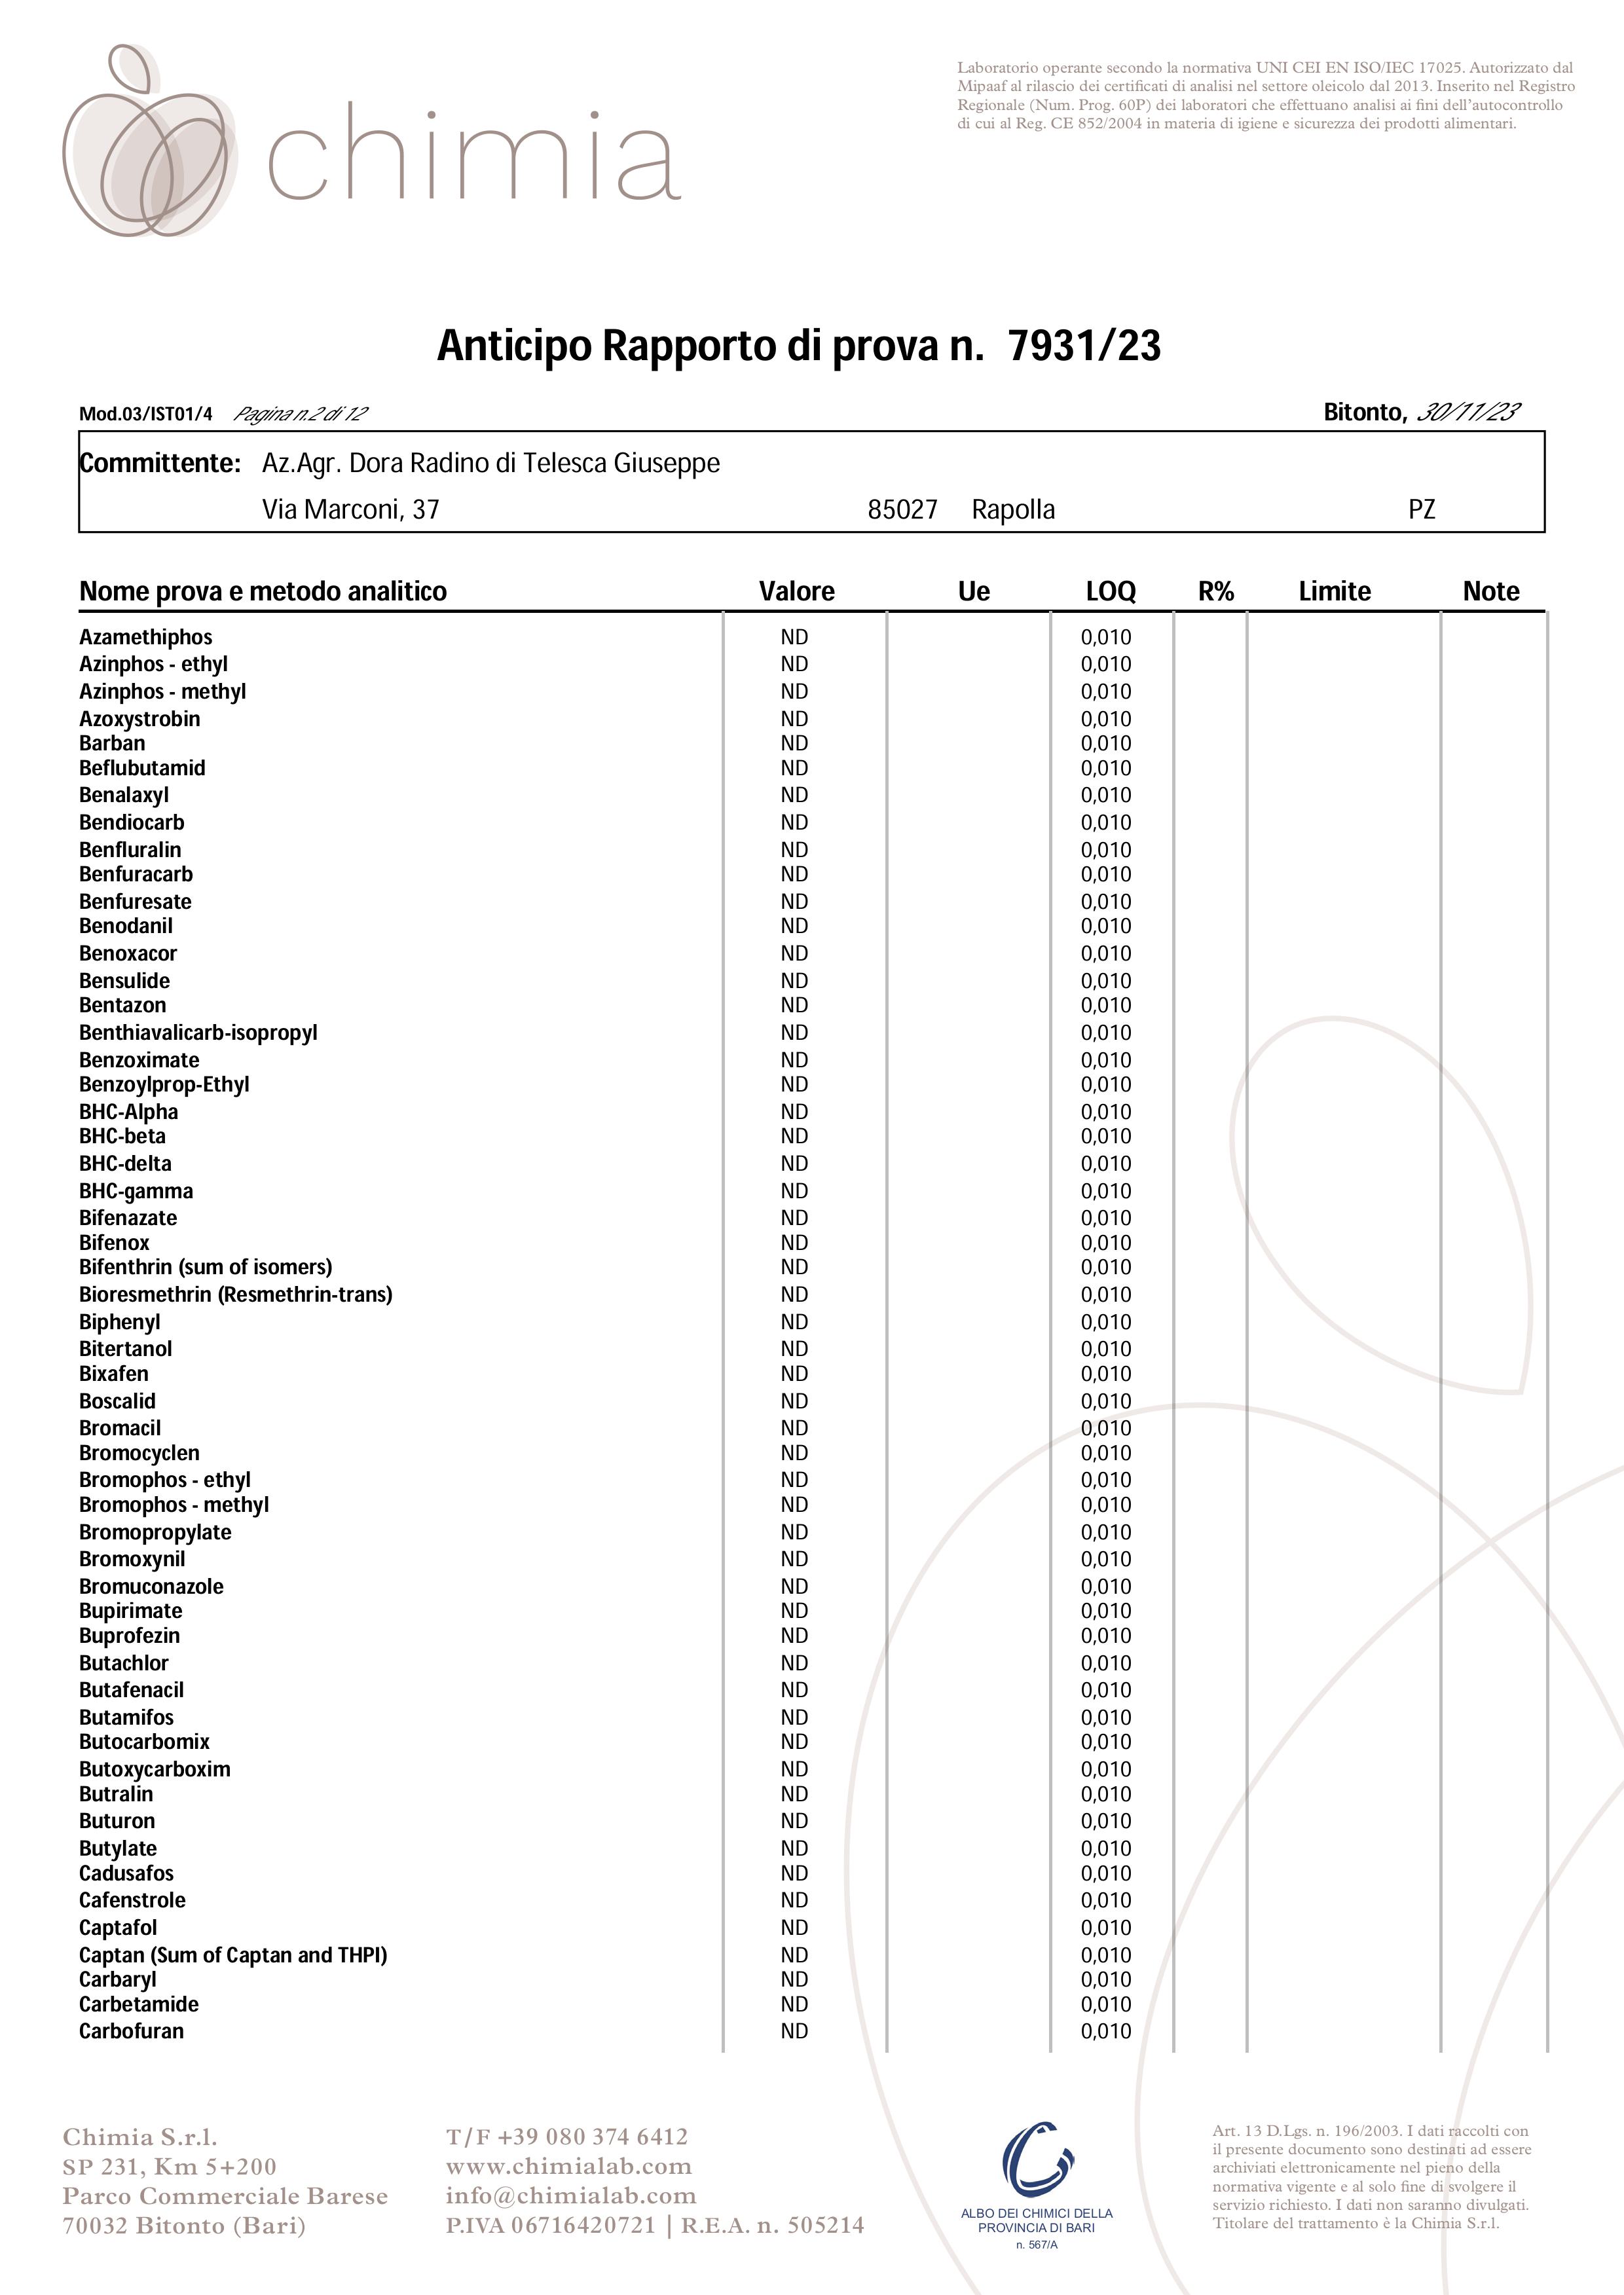 chimia
Laboratorio operante secondo la normativa UNI CEI EN ISO/IEC 17025. Autorizzato dal
Mipaaf al rilascio dei certificati di analisi nel settore oleicolo dal 2013. Inserito nel Registro
Regionale (Num. Prog. 60P) dei laboratori che effettuano analisi ai fini dell'autocontrollo
di cui al Reg. CE 852/2004 in materia di igiene e sicurezza dei prodotti alimentari.
Anticipo Rapporto di prova n. 7931/23
Mod.03/IST01/4 Pagina n.2 di 12 Bitonto, 30/11/23
Committente: Az.Agr. Dora Radino di Telesca Giuseppe
Via Marconi, 37 85027 Rapolla PZ
Nome prova e metodo analitico Valore Ue LOQ R% Limite Note
Azamethiphos ND 0,010
Azinphos - ethyl ND 0,010
Azinphos - methyl ND 0,010
Azoxystrobin ND 0,010
Barban ND 0,010
Beflubutamid ND 0,010
Benalaxyl ND 0,010
Bendiocarb ND 0,010
Benfluralin ND 0,010
Benfuracarb ND 0,010
Benfuresate ND 0,010
Benodanil ND 0,010
Benoxacor ND 0,010
Bensulide ND 0,010
Bentazon ND 0,010
Benthiavalicarb-isopropyl ND 0,010
Benzoximate ND 0,010
Benzoylprop-Ethyl ND 0,010
BHC-Alpha ND 0,010
BHC-beta ND 0,010
BHC-delta ND 0,010
BHC-gamma ND 0,010
Bifenazate ND 0,010
Bifenox ND 0,010
Bifenthrin (sum of isomers) ND 0,010
Bioresmethrin (Resmethrin-trans) ND 0,010
Biphenyl ND 0,010
Bitertanol ND 0,010
Bixafen ND 0,010
Boscalid ND 0,010
Bromacil ND 0,010
Bromocyclen ND 0,010
Bromophos - ethyl ND 0,010
Bromophos - methyl ND 0,010
Bromopropylate ND 0,010
Bromoxynil ND 0,010
Bromuconazole ND 0,010
Bupirimate ND 0,010
Buprofezin ND 0,010
Butachlor ND 0,010
Butafenacil ND 0,010
Butamifos ND 0,010
Butocarbomix ND 0,010
Butoxycarboxim ND 0,010
Butralin ND 0,010
Buturon ND 0,010
Butylate ND 0,010
Cadusafos ND 0,010
Cafenstrole ND 0,010
Captafol ND 0,010
Captan (Sum of Captan and THPI) ND 0,010
Carbaryl ND 0,010
Carbetamide ND 0,010
Carbofuran ND 0,010
Chimia S.r.l.
SP 231, Km 5+200
Parco Commerciale Barese
70032 Bitonto (Bari)
T/F +39 080 374 6412
www.chimialab.com
info@chimialab.com
P.IVA 06716420721 | R.E.A. n. 505214
ALBO DEI CHIMICI DELLA
PROVINCIA DI BARI
n. 567/A
Art. 13 D.Lgs. n. 196/2003. I dati raccolti con
il presente documento sono destinati ad essere
archiviati elettronicamente nel pieno della
normativa vigente e al solo fine di svolgere il
servizio richiesto. I dati non saranno divulgati.
Titolare del trattamento è la Chimia S.r.l.